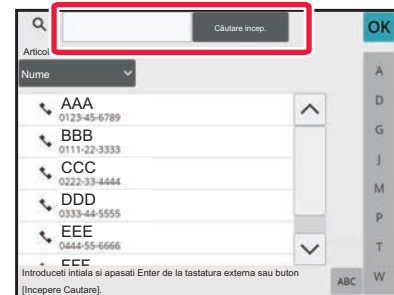 Căutare incep.
OK
Articol
Nume
AAA
0123-45-6789
BBB
0111-22-3333
CCC
0222-33-4444
DDD
0333-44-5555
EEE
0444-55-6666
FFF
A
D
G
J
M
P
T
W
ABC
Introduceti intiala si apasati Enter de la tastatura externa sau buton
[Incepere Cautare].